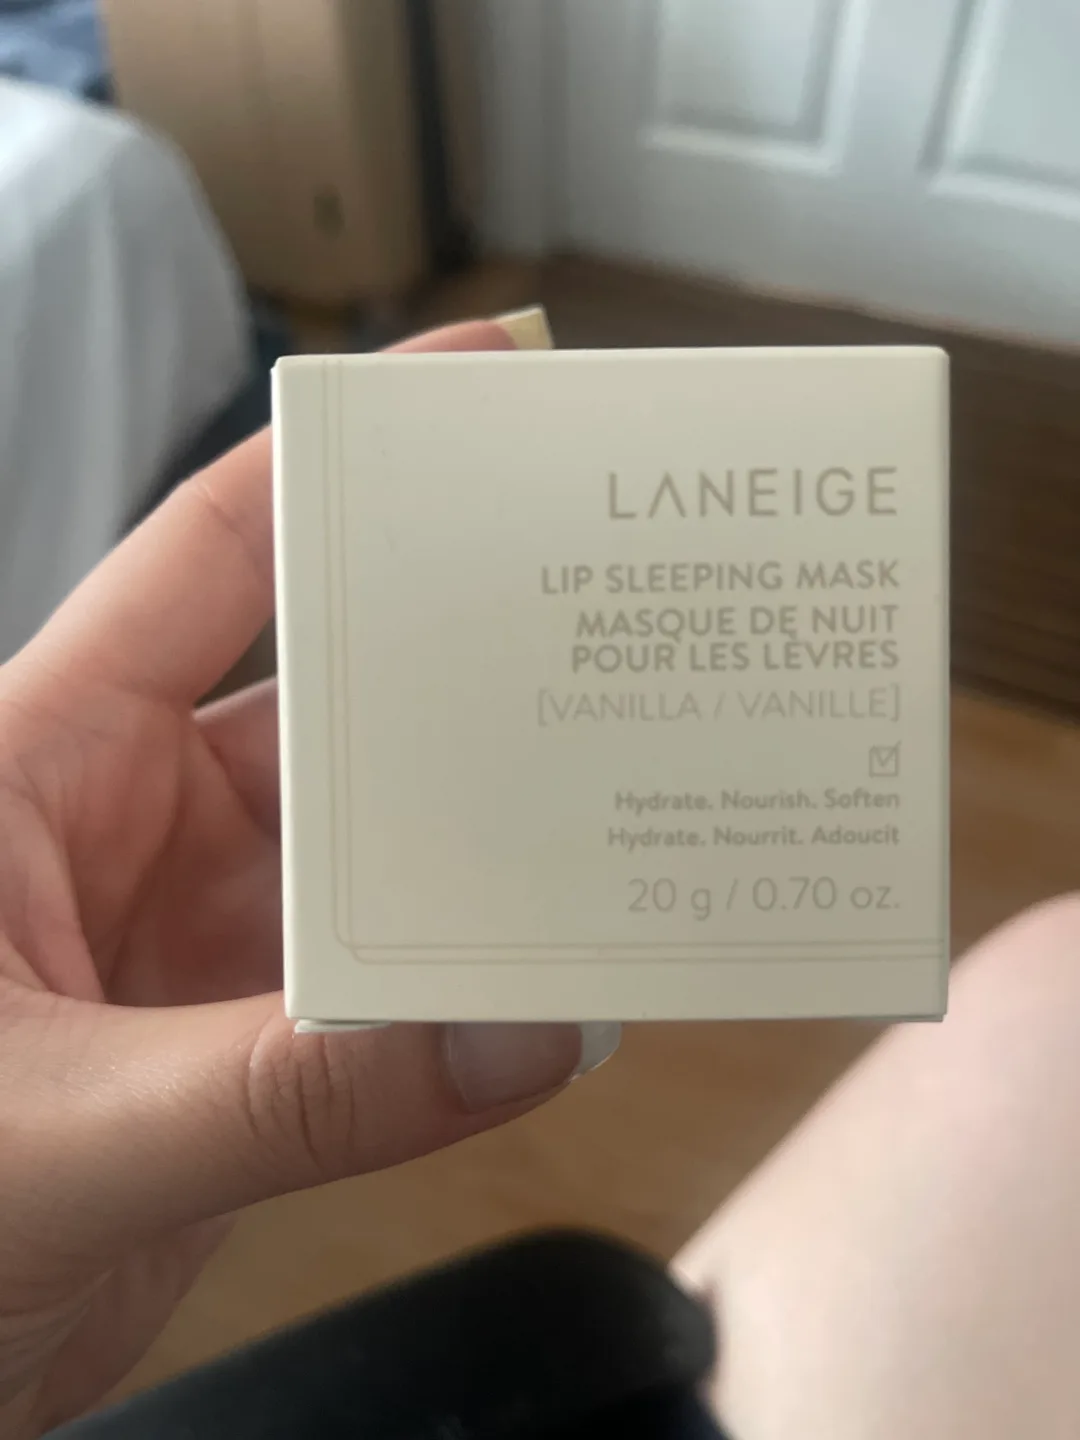 LANEIGE
LIP SLEEPING MASK
MASQUE DE NUIT
POUR LES LÈVRES
[VANILLA / VANILLE]
Hydrate. Nourish. Soften
Hydrate. Nourrit. Adoucit
20 g / 0.70 oz.